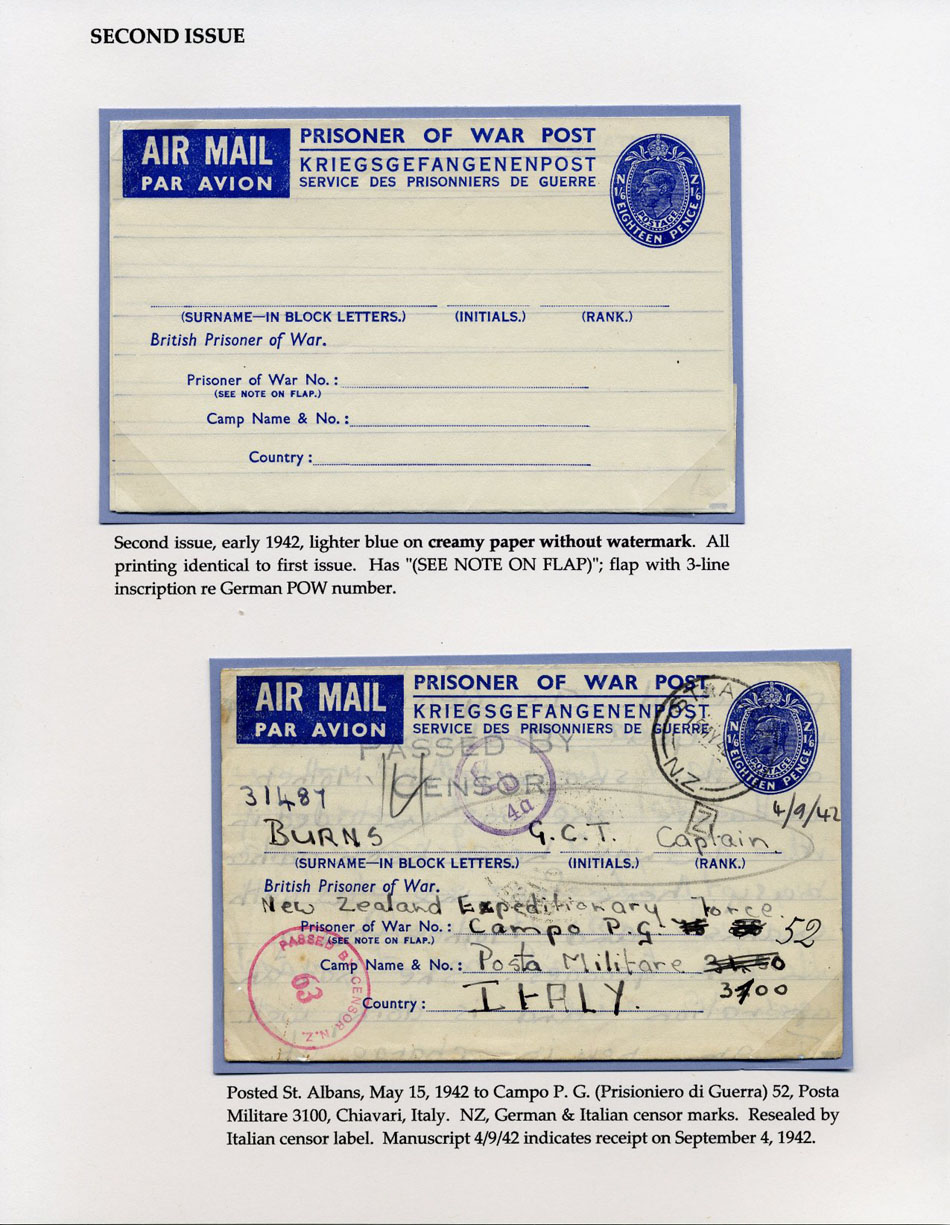 SECOND ISSUE
AIR MAIL
PAR AVION
PRISONER OF WAR POST
KRIEGSGEFANGENENPOST
SERVICE DES PRISONNIERS DE GUERRE
N Z
1/6 1/6
POSTAGE
EIGHTEEN PENCE
(SURNAME—IN BLOCK LETTERS.) (INITIALS.) (RANK.)
British Prisoner of War.
Prisoner of War No. :
(SEE NOTE ON FLAP.)
Camp Name & No. :
Country :
Second issue, early 1942, lighter blue on creamy paper without watermark. All
printing identical to first issue. Has "(SEE NOTE ON FLAP)"; flap with 3-line
inscription re German POW number.
AIR MAIL
PAR AVION
PRISONER OF WAR POST
KRIEGSGEFANGENENPOST
SERVICE DES PRISONNIERS DE GUERRE
N Z
1/6 1/6
POSTAGE
EIGHTEEN PENCE
N.Z.
PASSED BY
CENSOR
4a
31487
4/9/42
Z
BURNS G.C.T. Captain
(SURNAME—IN BLOCK LETTERS.) (INITIALS.) (RANK.)
British Prisoner of War.
New Zealand Expeditionary Force.
Prisoner of War No. : Campo P.G. 52
(SEE NOTE ON FLAP.)
Camp Name & No. : Posta Militare
3100
Country : ITALY.
PASSED BY CENSOR N.Z.
63
Posted St. Albans, May 15, 1942 to Campo P. G. (Prisioniero di Guerra) 52, Posta
Militare 3100, Chiavari, Italy. NZ, German & Italian censor marks. Resealed by
Italian censor label. Manuscript 4/9/42 indicates receipt on September 4, 1942.